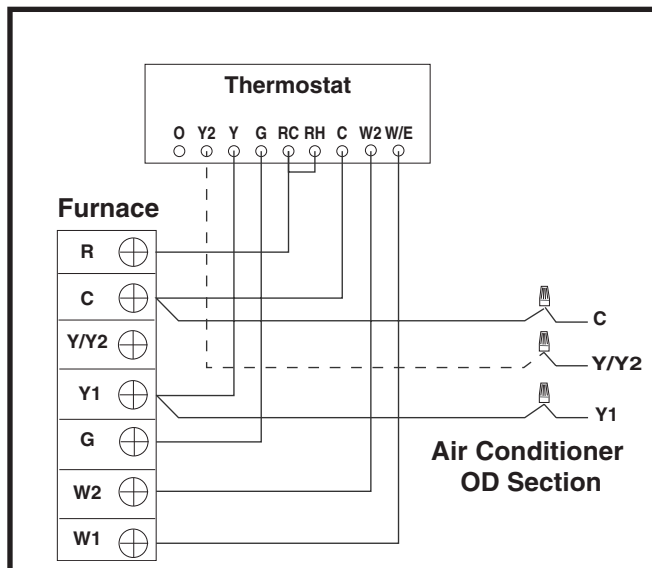 Thermostat
O Y2 Y G RC RH C W2 W/E
Furnace
R
C
Y/Y2
Y1
G
W2
W1
C
Y/Y2
Y1
Air Conditioner
OD Section